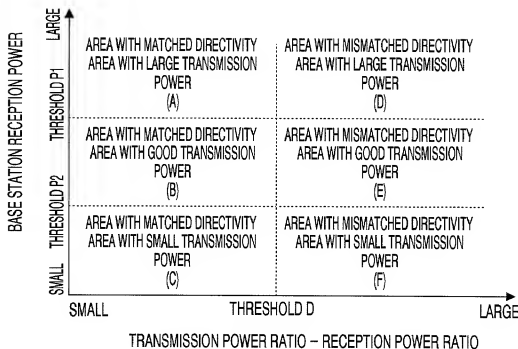 BASE STATION RECEPTION POWER
LARGE
THRESHOLD P1
THRESHOLD P2
SMALL
AREA WITH MATCHED DIRECTIVITY
AREA WITH LARGE TRANSMISSION
POWER
(A)
AREA WITH MISMATCHED DIRECTIVITY
AREA WITH LARGE TRANSMISSION
POWER
(D)
AREA WITH MATCHED DIRECTIVITY
AREA WITH GOOD TRANSMISSION
POWER
(B)
AREA WITH MISMATCHED DIRECTIVITY
AREA WITH GOOD TRANSMISSION
POWER
(E)
AREA WITH MATCHED DIRECTIVITY
AREA WITH SMALL TRANSMISSION
POWER
(C)
AREA WITH MISMATCHED DIRECTIVITY
AREA WITH SMALL TRANSMISSION
POWER
(F)
SMALL THRESHOLD D LARGE
TRANSMISSION POWER RATIO – RECEPTION POWER RATIO